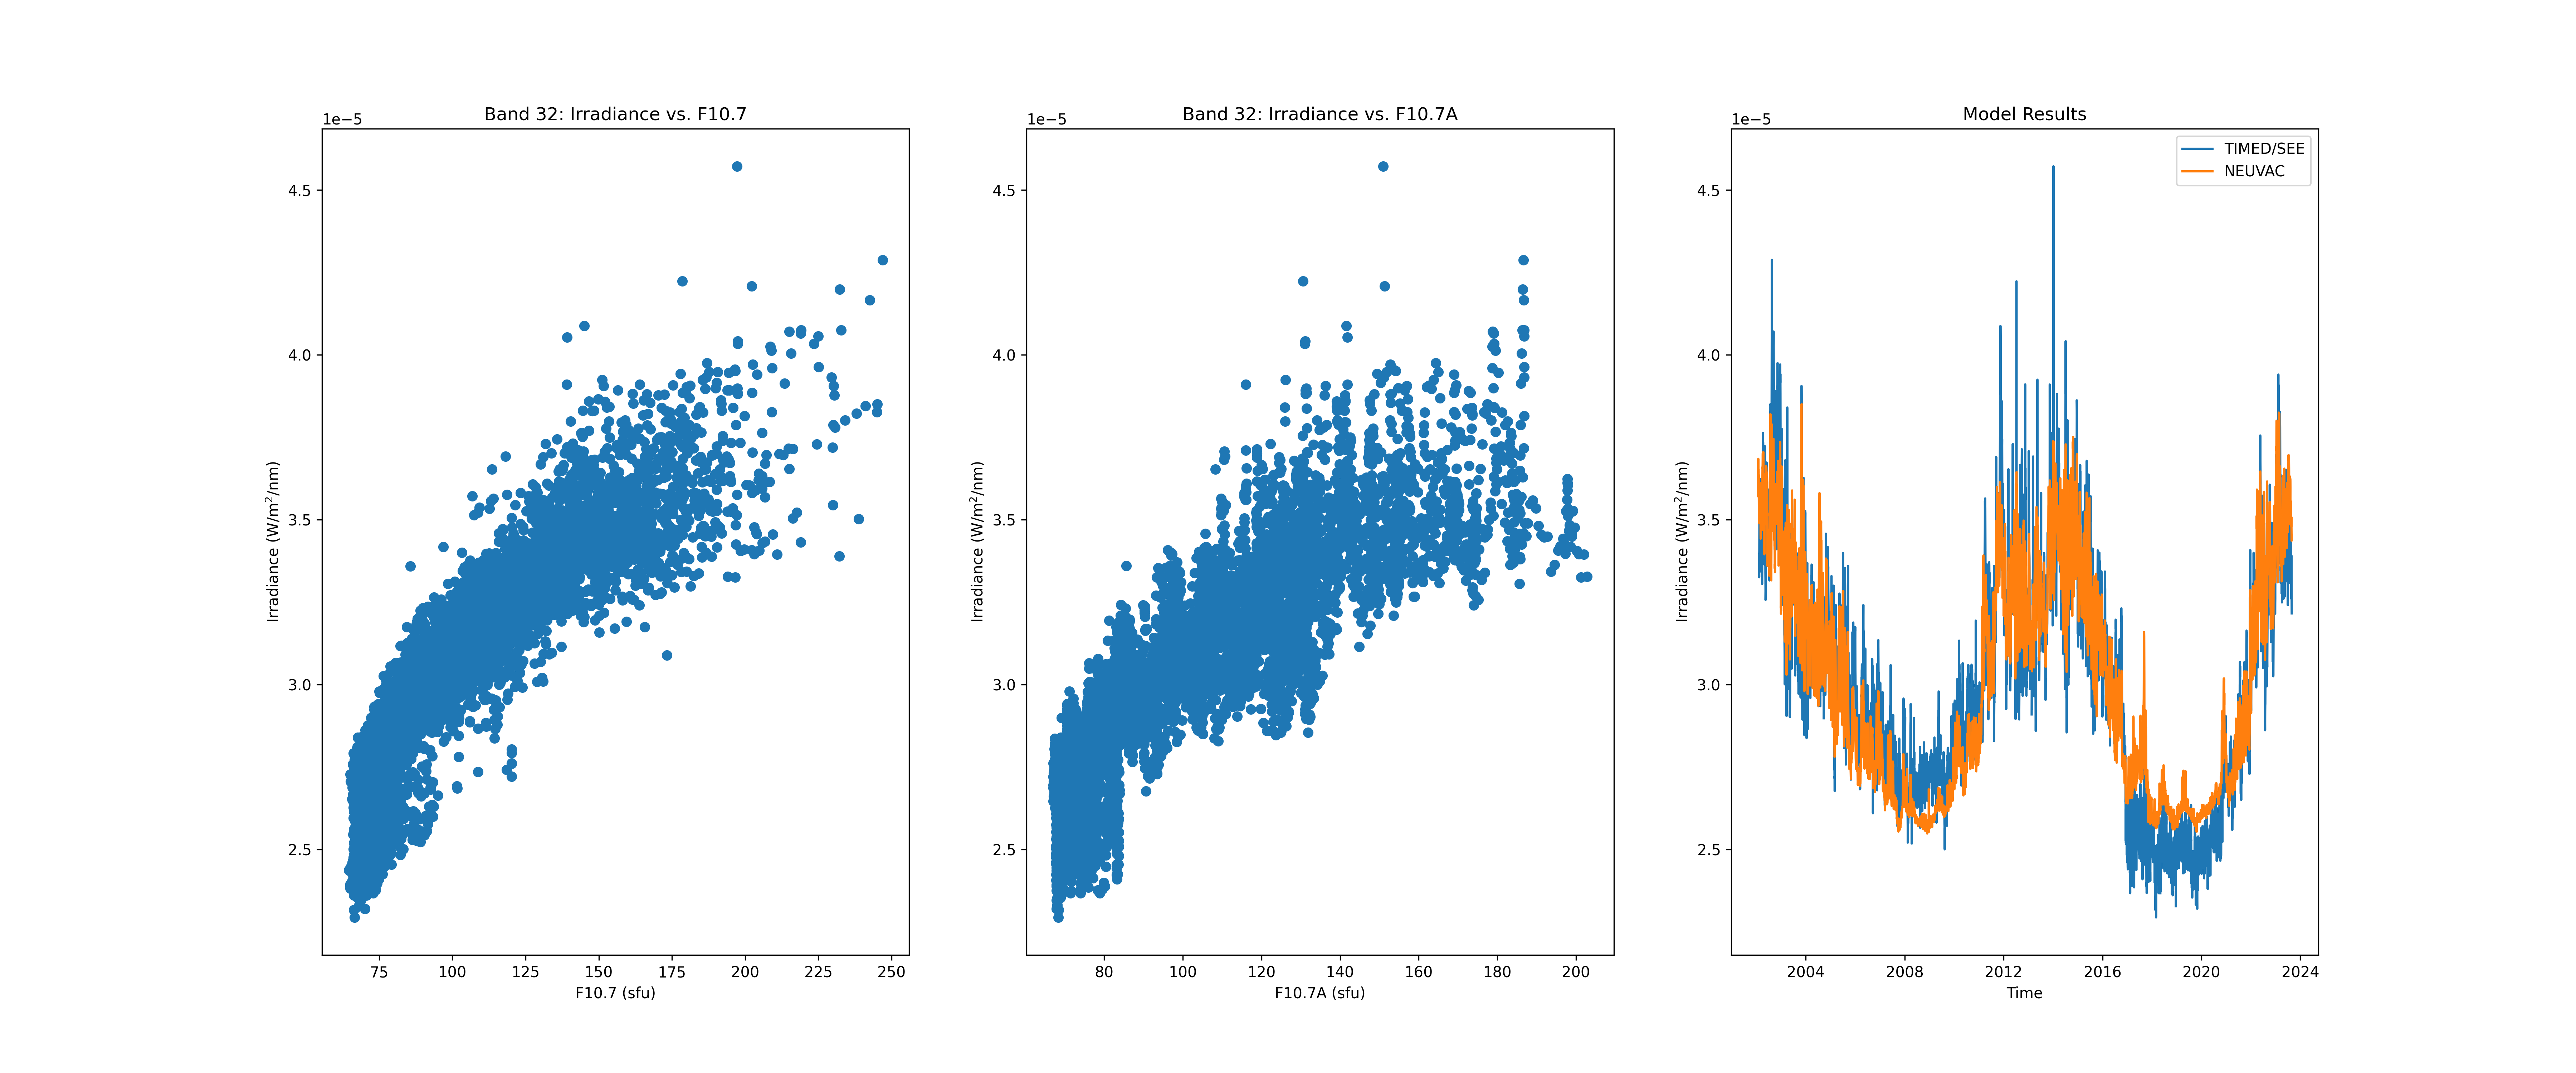 Band 32: Irradiance vs. F10.7
1e−5
4.5
4.0
3.5
3.0
2.5
Irradiance (W/m²/nm)
75 100 125 150 175 200 225 250
F10.7 (sfu)
Band 32: Irradiance vs. F10.7A
1e−5
4.5
4.0
3.5
3.0
2.5
Irradiance (W/m²/nm)
80 100 120 140 160 180 200
F10.7A (sfu)
Model Results
1e−5
TIMED/SEE
NEUVAC
4.5
4.0
3.5
3.0
2.5
Irradiance (W/m²/nm)
2004 2008 2012 2016 2020 2024
Time